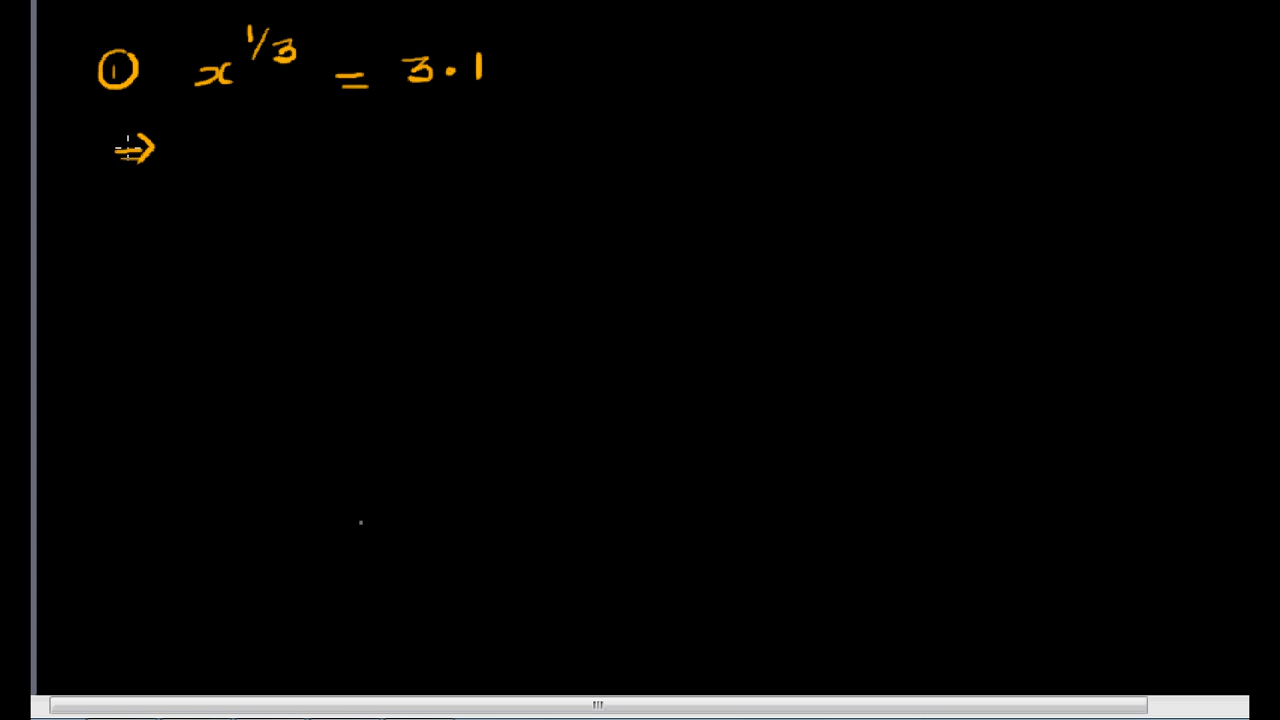 ① x^1/3 = 3.1
⇒